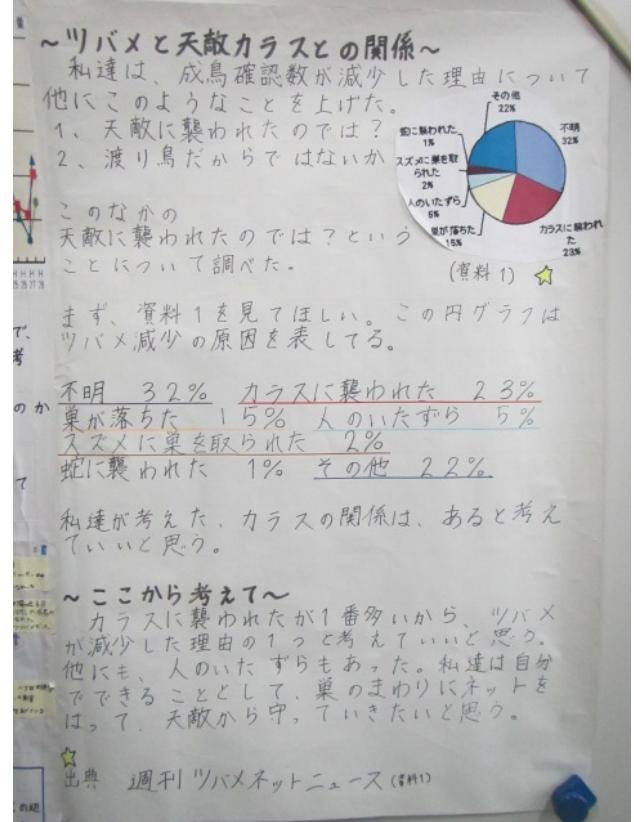 ～ツバメと天敵カラスとの関係～
私達は、成鳥確認数が減少した理由について
他にこのようなことを上げた。
1、天敵に襲われたのでは？
2、渡り鳥だからではないか
その他
22%
不明
32%
蛇に襲われた
1%
スズメに巣を取
られた
2%
人のいたずら
5%
巣が落ちた
15%
カラスに襲われ
た
23%
(資料1)
このなかの
天敵に襲われたのでは？という
ことについて調べた。
まず、資料1を見てほしい。この円グラフは
ツバメ減少の原因を表してる。
不明 32% カラスに襲われた 23%
巣が落ちた 15% 人のいたずら 5%
スズメに巣を取られた 2%
蛇に襲われた 1% その他 22%
私達が考えた、カラスの関係は、あると考え
ていいと思う。
～ここから考えて～
カラスに襲われたが1番多いから、ツバメ
が減少した理由の1つと考えていいと思う。
他にも、人のいたずらもあった。私達は自分
でできることとして、巣のまわりにネットを
はって、天敵から守っていきたいと思う。
出典 週刊ツバメネットニュース(資料1)